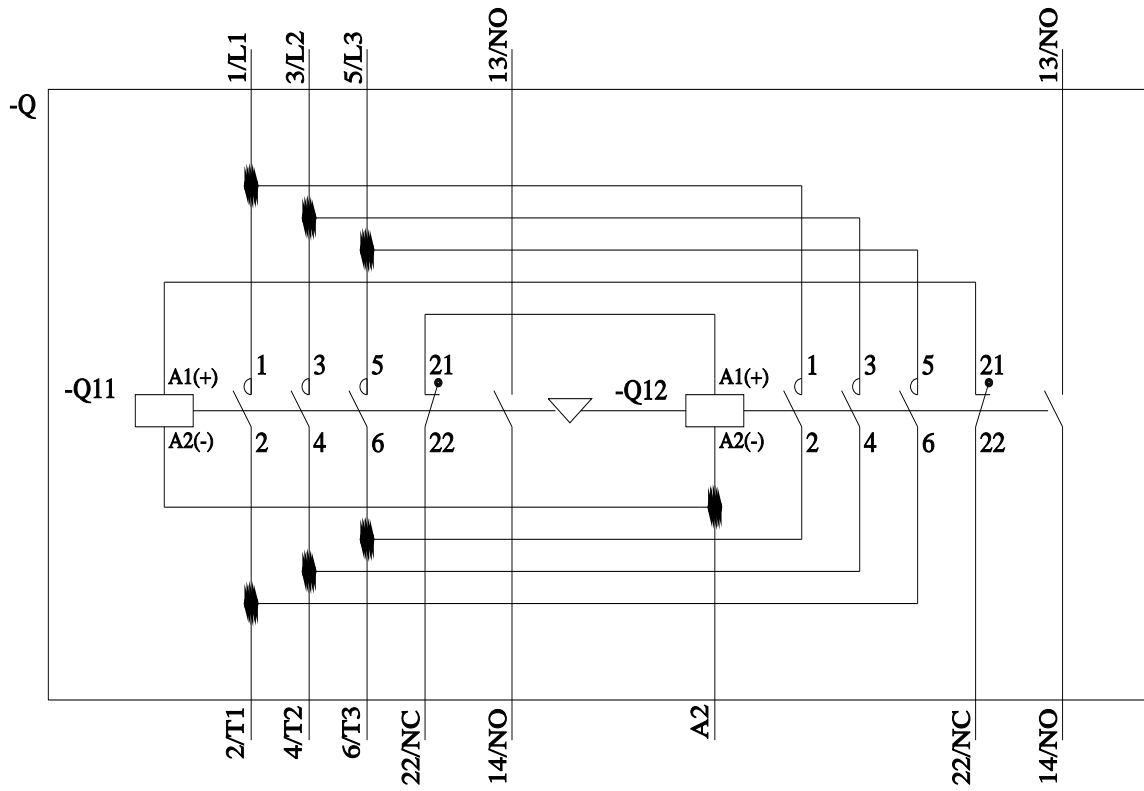 1/L1
3/L2
5/L3
13/NO
13/NO
-Q
1
3
5
21
1
3
5
21
-Q11
A1(+)
-Q12
A1(+)
A2(-)
2
4
6
22
A2(-)
2
4
6
22
2/T1
4/T2
6/T3
22/NC
14/NO
A2
22/NC
14/NO